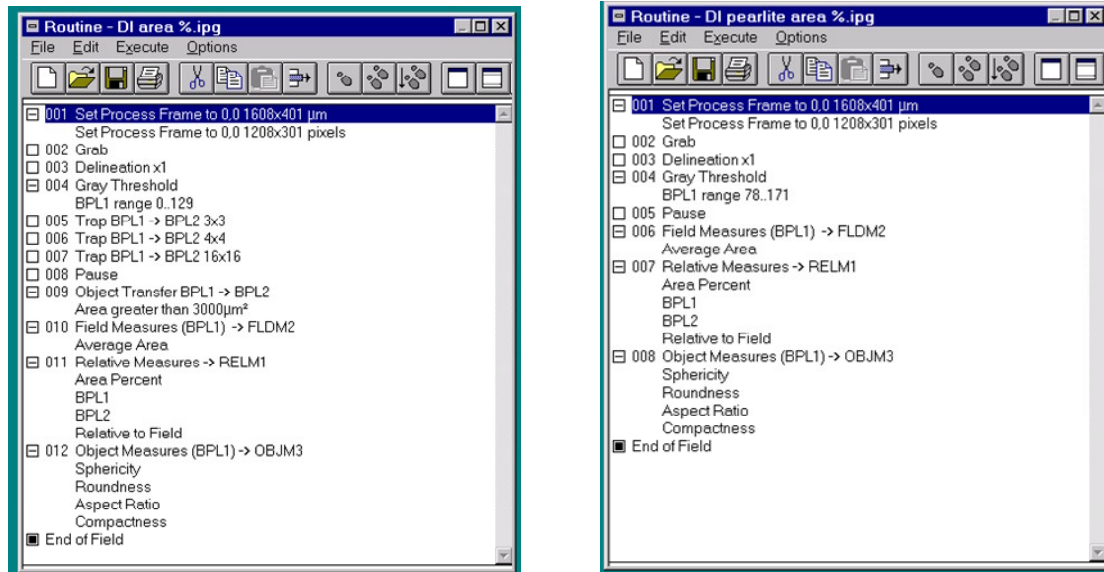 Routine - DI area %.ipg
File Edit Execute Options
001 Set Process Frame to 0,0 1608x401 µm
Set Process Frame to 0,0 1208x301 pixels
002 Grab
003 Delineation x1
004 Gray Threshold
BPL1 range 0..129
005 Trap BPL1 -> BPL2 3x3
006 Trap BPL1 -> BPL2 4x4
007 Trap BPL1 -> BPL2 16x16
008 Pause
009 Object Transfer BPL1 -> BPL2
Area greater than 3000µm²
010 Field Measures (BPL1) -> FLDM2
Average Area
011 Relative Measures -> RELM1
Area Percent
BPL1
BPL2
Relative to Field
012 Object Measures (BPL1) -> OBJM3
Sphericity
Roundness
Aspect Ratio
Compactness
End of Field
Routine - DI pearlite area %.ipg
File Edit Execute Options
001 Set Process Frame to 0,0 1608x401 µm
Set Process Frame to 0,0 1208x301 pixels
002 Grab
003 Delineation x1
004 Gray Threshold
BPL1 range 78..171
005 Pause
006 Field Measures (BPL1) -> FLDM2
Average Area
007 Relative Measures -> RELM1
Area Percent
BPL1
BPL2
Relative to Field
008 Object Measures (BPL1) -> OBJM3
Sphericity
Roundness
Aspect Ratio
Compactness
End of Field